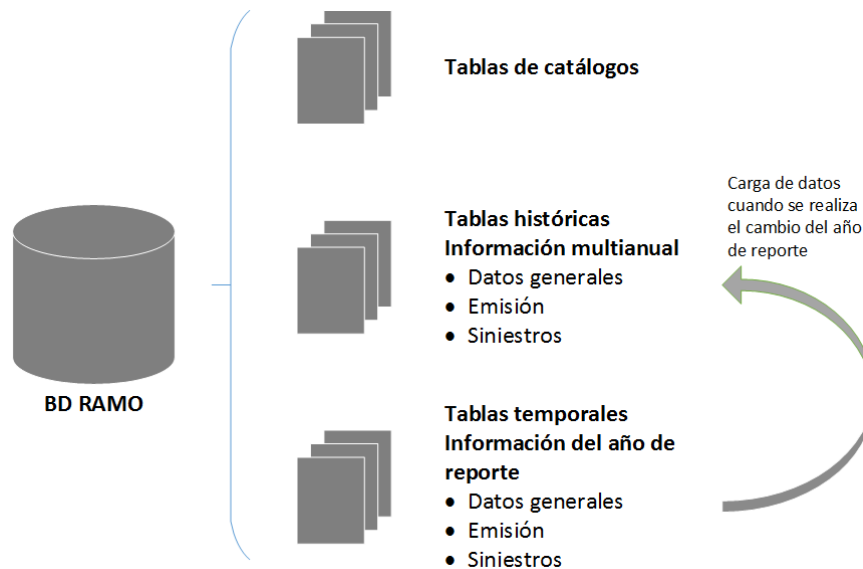 Tablas de catálogos
Carga de datos
cuando se realiza
el cambio del año
de reporte
Tablas históricas
Información multianual
● Datos generales
● Emisión
● Siniestros
BD RAMO
Tablas temporales
Información del año de
reporte
● Datos generales
● Emisión
● Siniestros